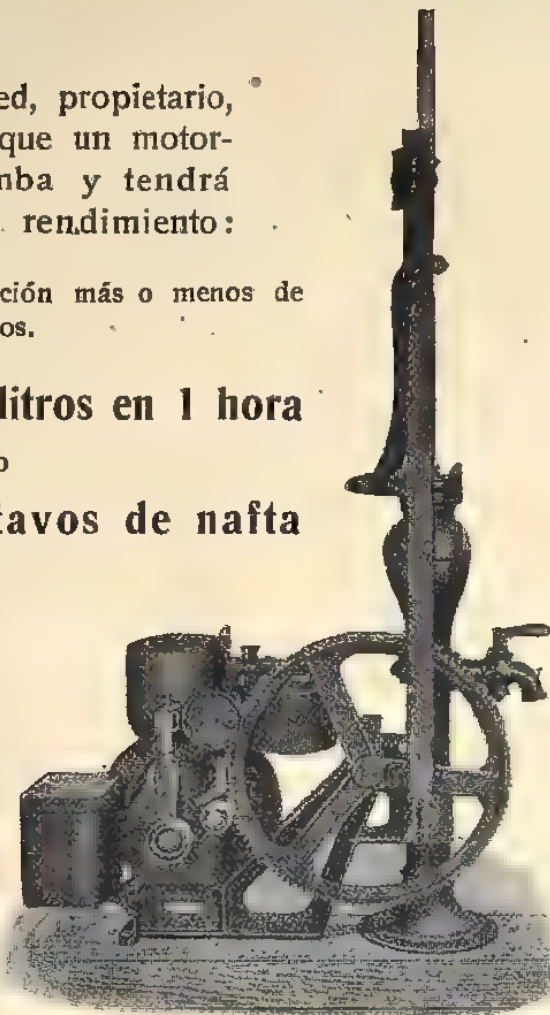 ed, propietario,
que un motor-
mba y tendrá
rendimiento:
ción más o menos de
os.
litros en 1 hora
o
tavos de nafta